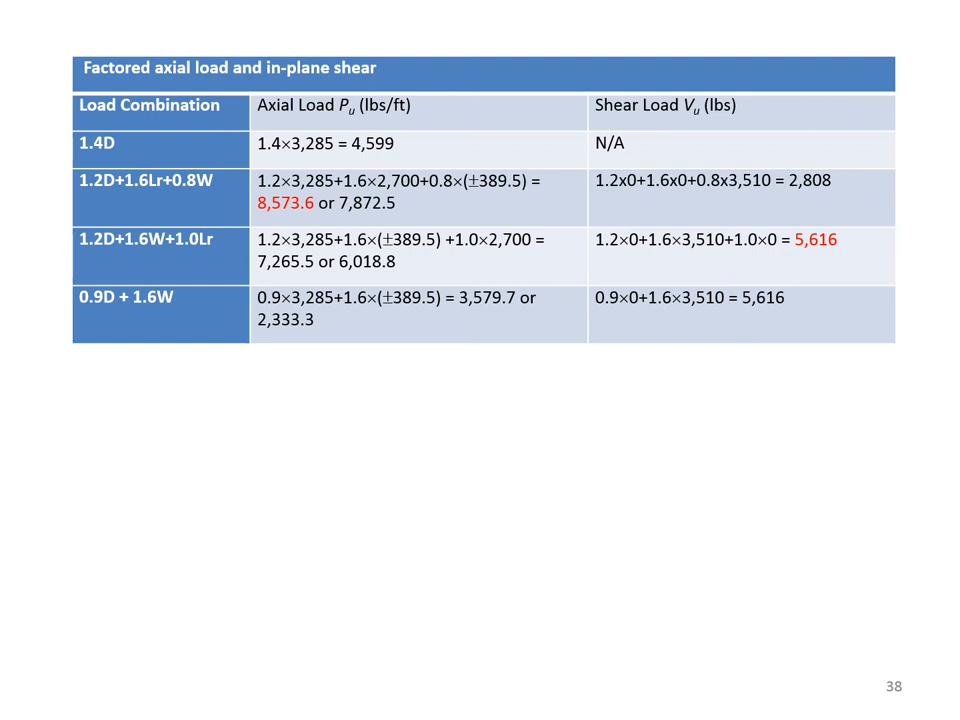 Factored axial load and in-plane shear
Load Combination
Axial Load Pu (lbs/ft)
Shear Load Vu (lbs)
1.4D
1.4×3,285 = 4,599
N/A
1.2D+1.6Lr+0.8W
1.2×3,285+1.6×2,700+0.8×(±389.5) =
8,573.6 or 7,872.5
1.2x0+1.6x0+0.8x3,510 = 2,808
1.2D+1.6W+1.0Lr
1.2×3,285+1.6×(±389.5) +1.0×2,700 =
7,265.5 or 6,018.8
1.2×0+1.6×3,510+1.0×0 = 5,616
0.9D + 1.6W
0.9×3,285+1.6×(±389.5) = 3,579.7 or
2,333.3
0.9×0+1.6×3,510 = 5,616
38